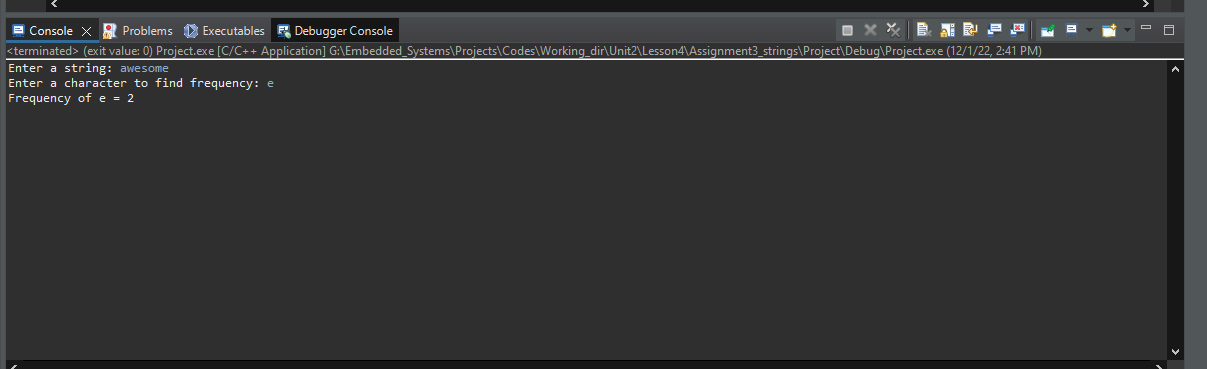 Console Problems Executables Debugger Console
<terminated> (exit value: 0) Project.exe [C/C++ Application] G:\Embedded_Systems\Projects\Codes\Working_dir\Unit2\Lesson4\Assignment3_strings\Project\Debug\Project.exe (12/1/22, 2:41 PM)
Enter a string: awesome
Enter a character to find frequency: e
Frequency of e = 2